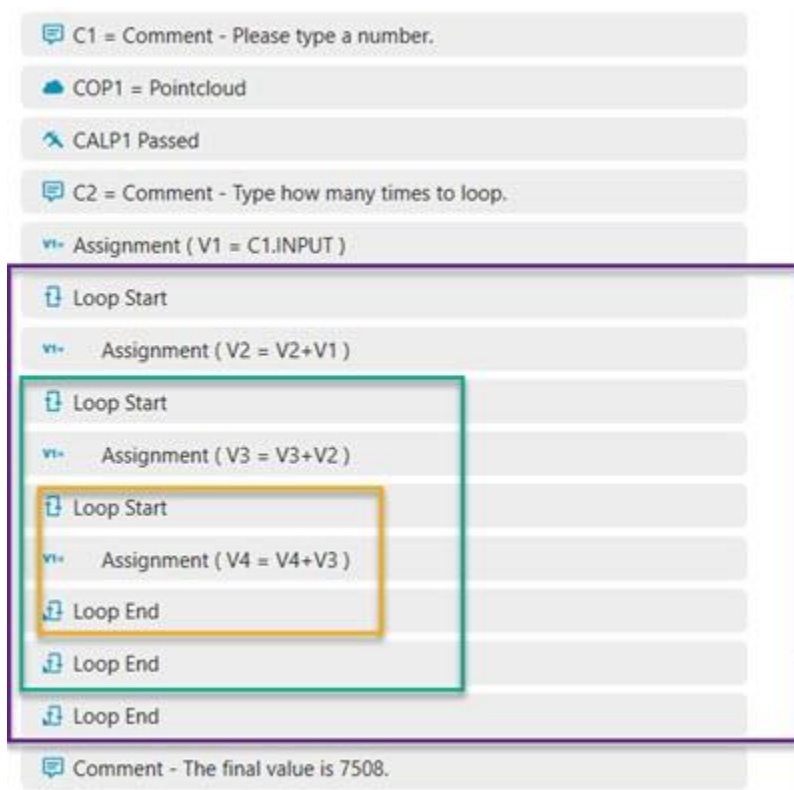 C1 = Comment - Please type a number.
COP1 = Pointcloud
CALP1 Passed
C2 = Comment - Type how many times to loop.
V1= Assignment ( V1 = C1.INPUT )
Loop Start
V1= Assignment ( V2 = V2+V1 )
Loop Start
V1= Assignment ( V3 = V3+V2 )
Loop Start
V1= Assignment ( V4 = V4+V3 )
Loop End
Loop End
Loop End
Comment - The final value is 7508.